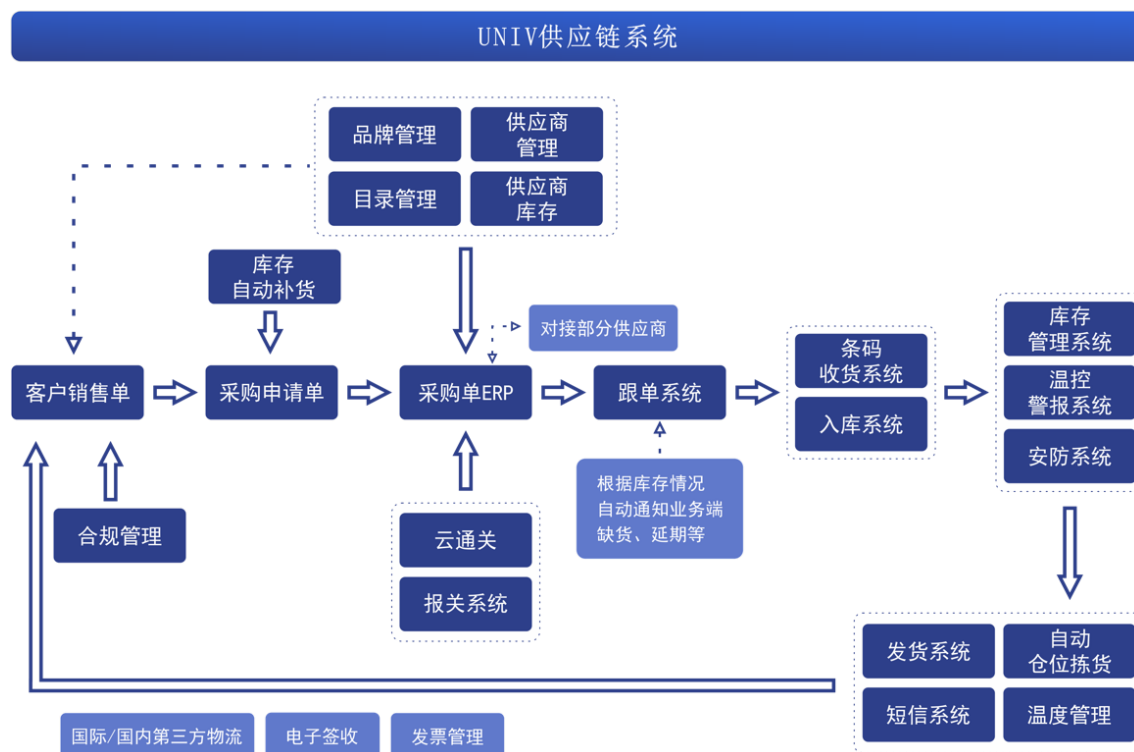 UNIV供应链系统
品牌管理
供应商
管理
目录管理
供应商
库存
库存
自动补货
对接部分供应商
客户销售单
采购申请单
采购单ERP
跟单系统
条码
收货系统
入库系统
库存
管理系统
温控
警报系统
安防系统
合规管理
云通关
报关系统
根据库存情况
自动通知业务端
缺货、延期等
发货系统
自动
仓位拣货
短信系统
温度管理
国际/国内第三方物流
电子签收
发票管理